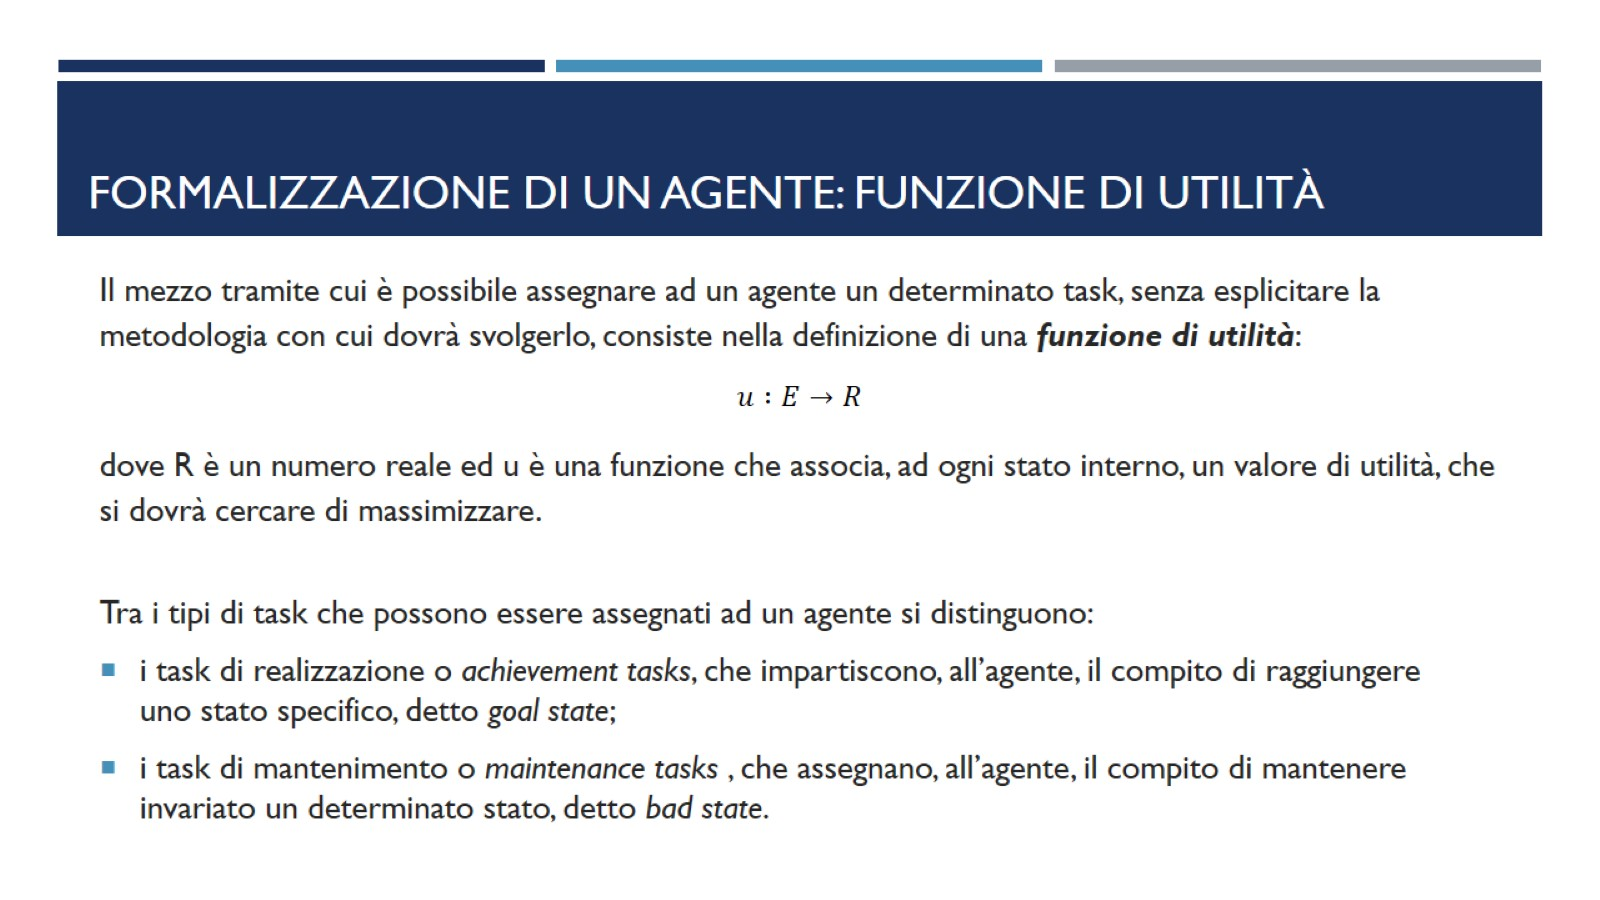 FORMALIZZAZIONE DI UN AGENTE: FUNZIONE DI UTILITÀ
Il mezzo tramite cui è possibile assegnare ad un agente un determinato task, senza esplicitare la
metodologia con cui dovrà svolgerlo, consiste nella definizione di una funzione di utilità:
u : E → R
dove R è un numero reale ed u è una funzione che associa, ad ogni stato interno, un valore di utilità, che
si dovrà cercare di massimizzare.
Tra i tipi di task che possono essere assegnati ad un agente si distinguono:
i task di realizzazione o achievement tasks, che impartiscono, all’agente, il compito di raggiungere
uno stato specifico, detto goal state;
i task di mantenimento o maintenance tasks , che assegnano, all’agente, il compito di mantenere
invariato un determinato stato, detto bad state.